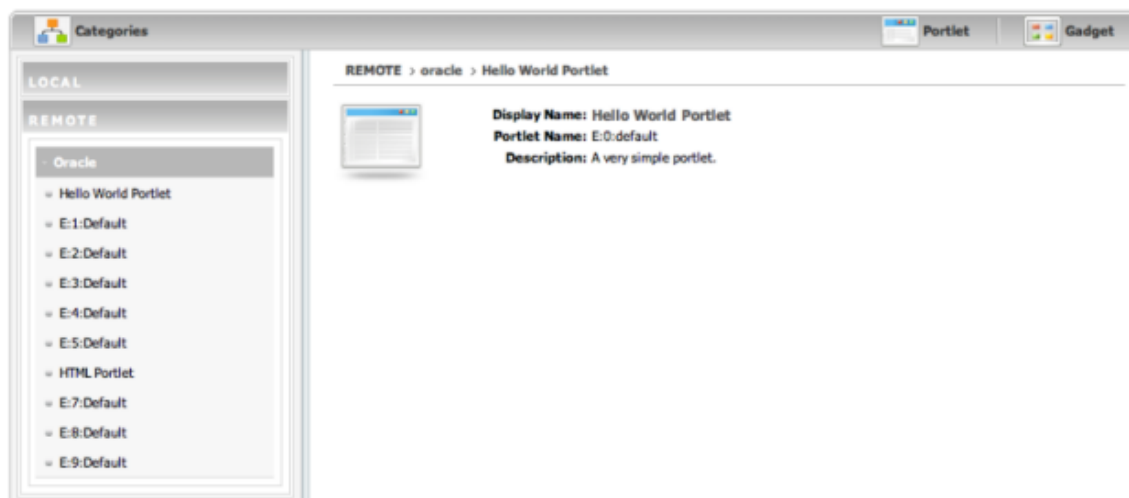 Categories
Portlet
Gadget
LOCAL
REMOTE
- Oracle
Hello World Portlet
E:1:Default
E:2:Default
E:3:Default
E:4:Default
E:5:Default
HTML Portlet
E:7:Default
E:8:Default
E:9:Default
REMOTE > oracle > Hello World Portlet
Display Name: Hello World Portlet
Portlet Name: E:0:default
Description: A very simple portlet.